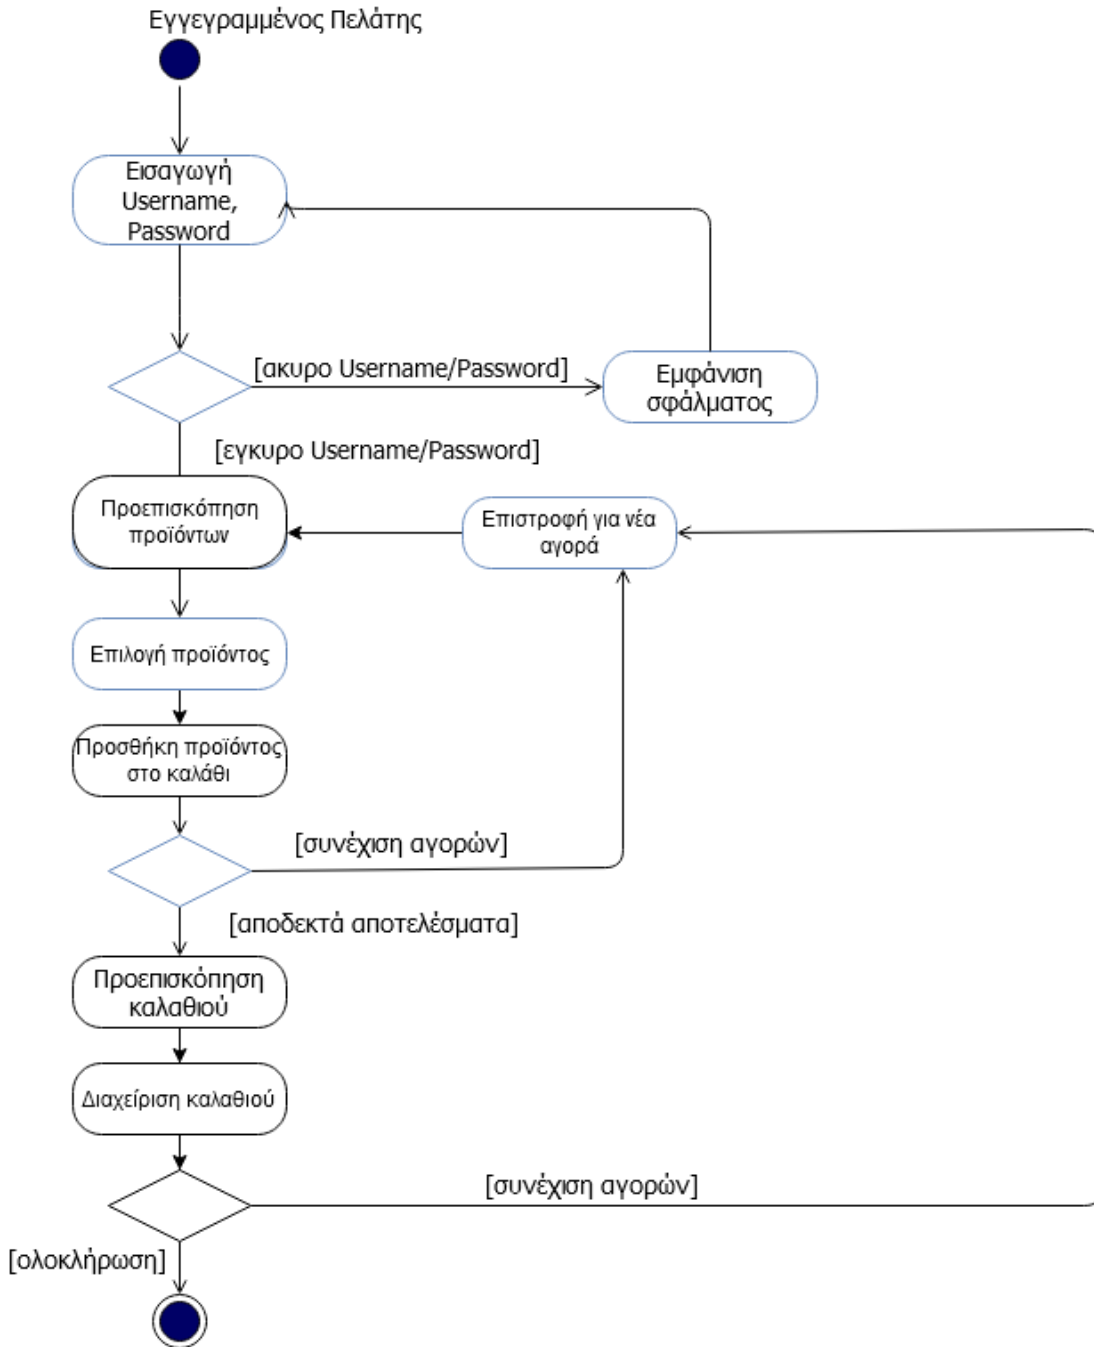 Εγγεγραμμένος Πελάτης
Εισαγωγή
Username,
Password
[ακυρο Username/Password]
Εμφάνιση
σφάλματος
[εγκυρο Username/Password]
Προεπισκόπηση
προϊόντων
Επιστροφή για νέα
αγορά
Επιλογή προϊόντος
Προσθήκη προϊόντος
στο καλάθι
[συνέχιση αγορών]
[αποδεκτά αποτελέσματα]
Προεπισκόπηση
καλαθιού
Διαχείριση καλαθιού
[συνέχιση αγορών]
[ολοκλήρωση]